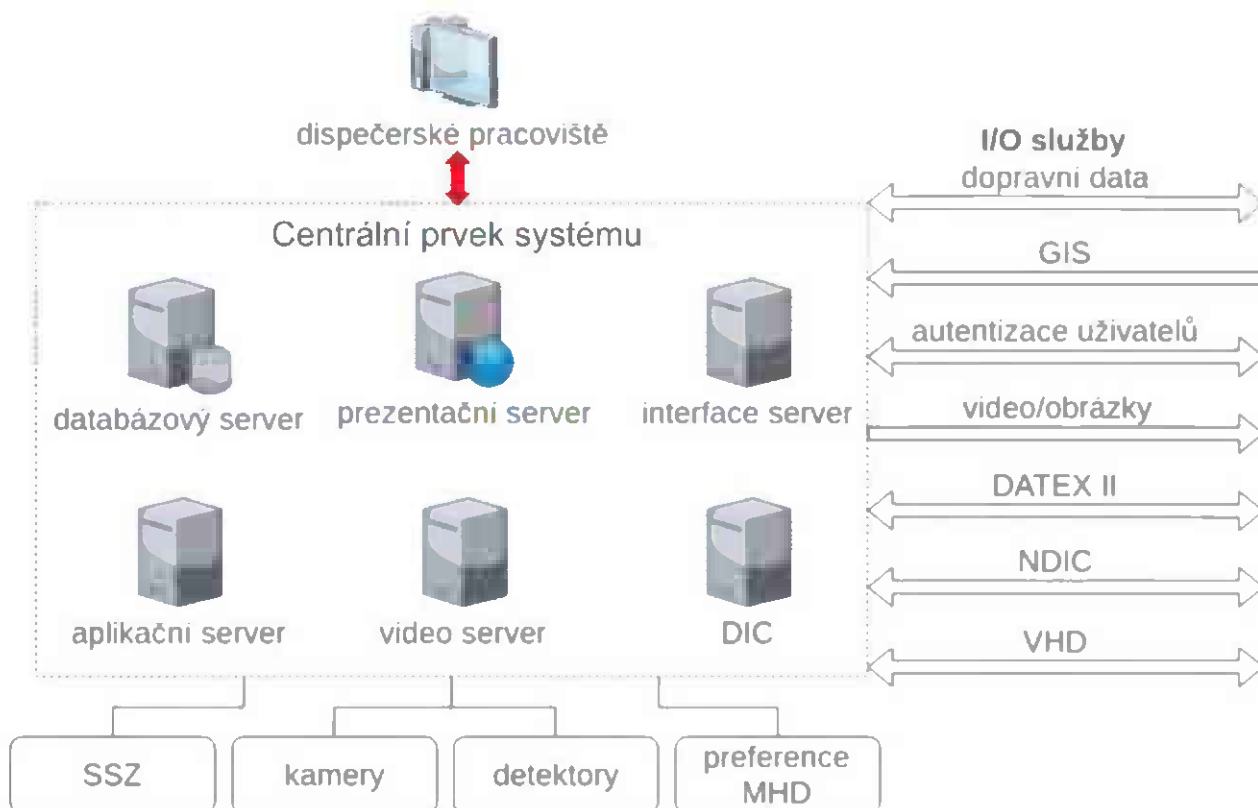 dispečerské pracoviště
I/O služby
dopravní data
Centrální prvek systému
GIS
autentizace uživatelů
databázový server
prezentační server
interface server
video/obrázky
DATEX II
NDIC
aplikační server
video server
DIC
VHD
SSZ
kamery
detektory
preference
MHD